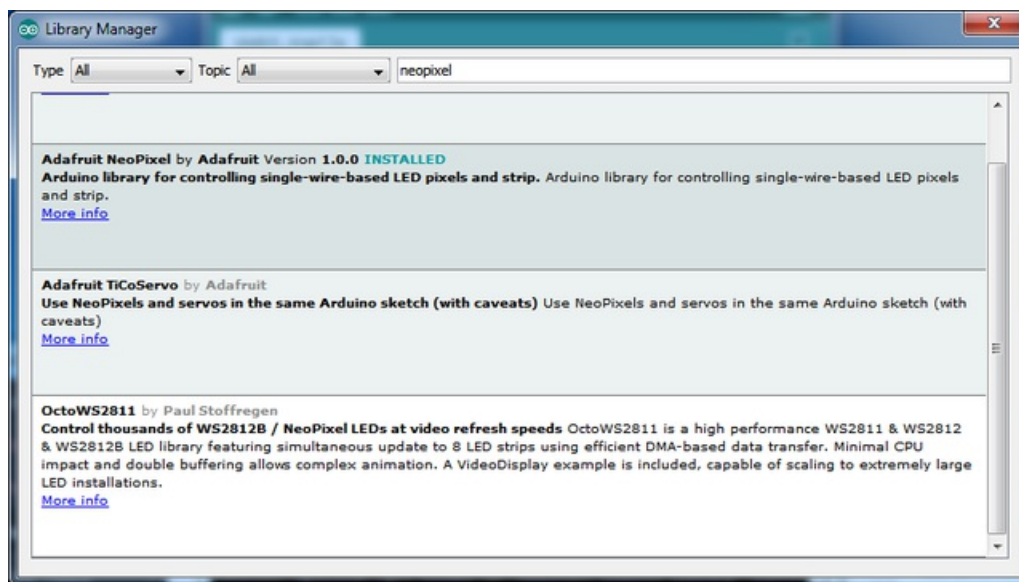 Library Manager
Type All Topic All neopixel
Adafruit NeoPixel by Adafruit Version 1.0.0 INSTALLED
Arduino library for controlling single-wire-based LED pixels and strip. Arduino library for controlling single-wire-based LED pixels
and strip.
More info
Adafruit TiCoServo by Adafruit
Use NeoPixels and servos in the same Arduino sketch (with caveats) Use NeoPixels and servos in the same Arduino sketch (with
caveats)
More info
OctoWS2811 by Paul Stoffregen
Control thousands of WS2812B / NeoPixel LEDs at video refresh speeds OctoWS2811 is a high performance WS2811 & WS2812
& WS2812B LED library featuring simultaneous update to 8 LED strips using efficient DMA-based data transfer. Minimal CPU
impact and double buffering allows complex animation. A VideoDisplay example is included, capable of scaling to extremely large
LED installations.
More info